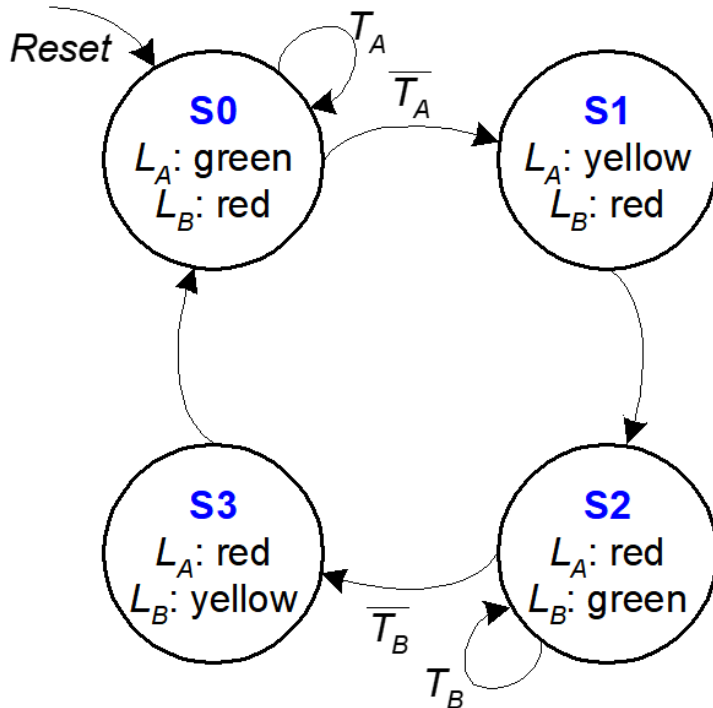 Reset
T_A
T̅_A
S0
L_A: green
L_B: red
S1
L_A: yellow
L_B: red
S3
L_A: red
L_B: yellow
S2
L_A: red
L_B: green
T̅_B
T_B